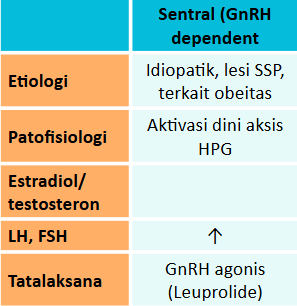 Sentral (GnRH
dependent
Etiologi
Idiopatik, lesi SSP,
terkait obeitas
Patofisiologi
Aktivasi dini aksis
HPG
Estradiol/
testosteron
LH, FSH
↑
Tatalaksana
GnRH agonis
(Leuprolide)